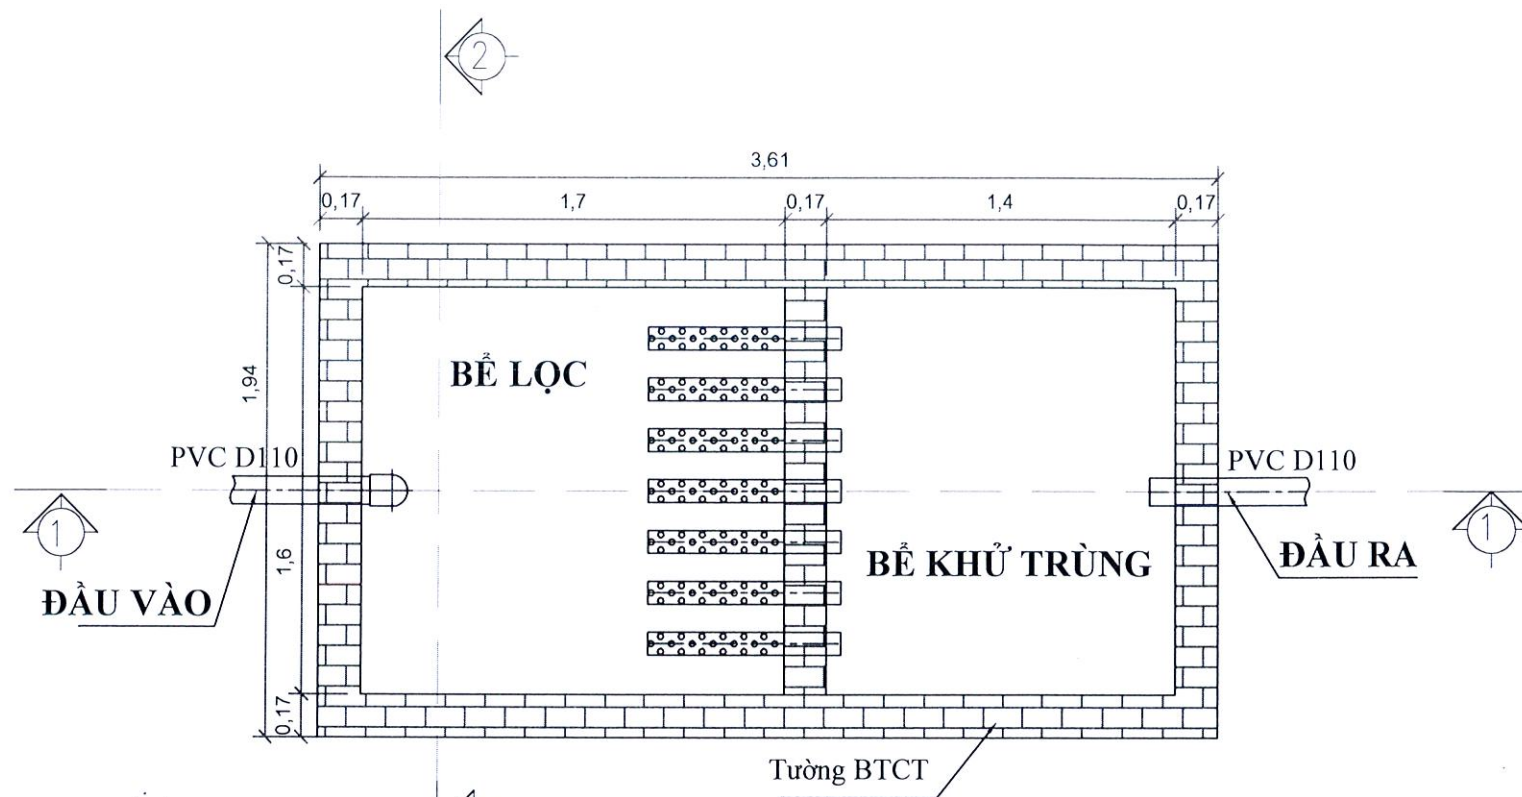 2
3,61
0,17
1,7
0,17
1,4
0,17
0,17
1,94
BỂ LỌC
PVC D110
PVC D110
1
1
1,6
BỂ KHỬ TRÙNG
ĐẦU RA
ĐẦU VÀO
0,17
Tường BTCT